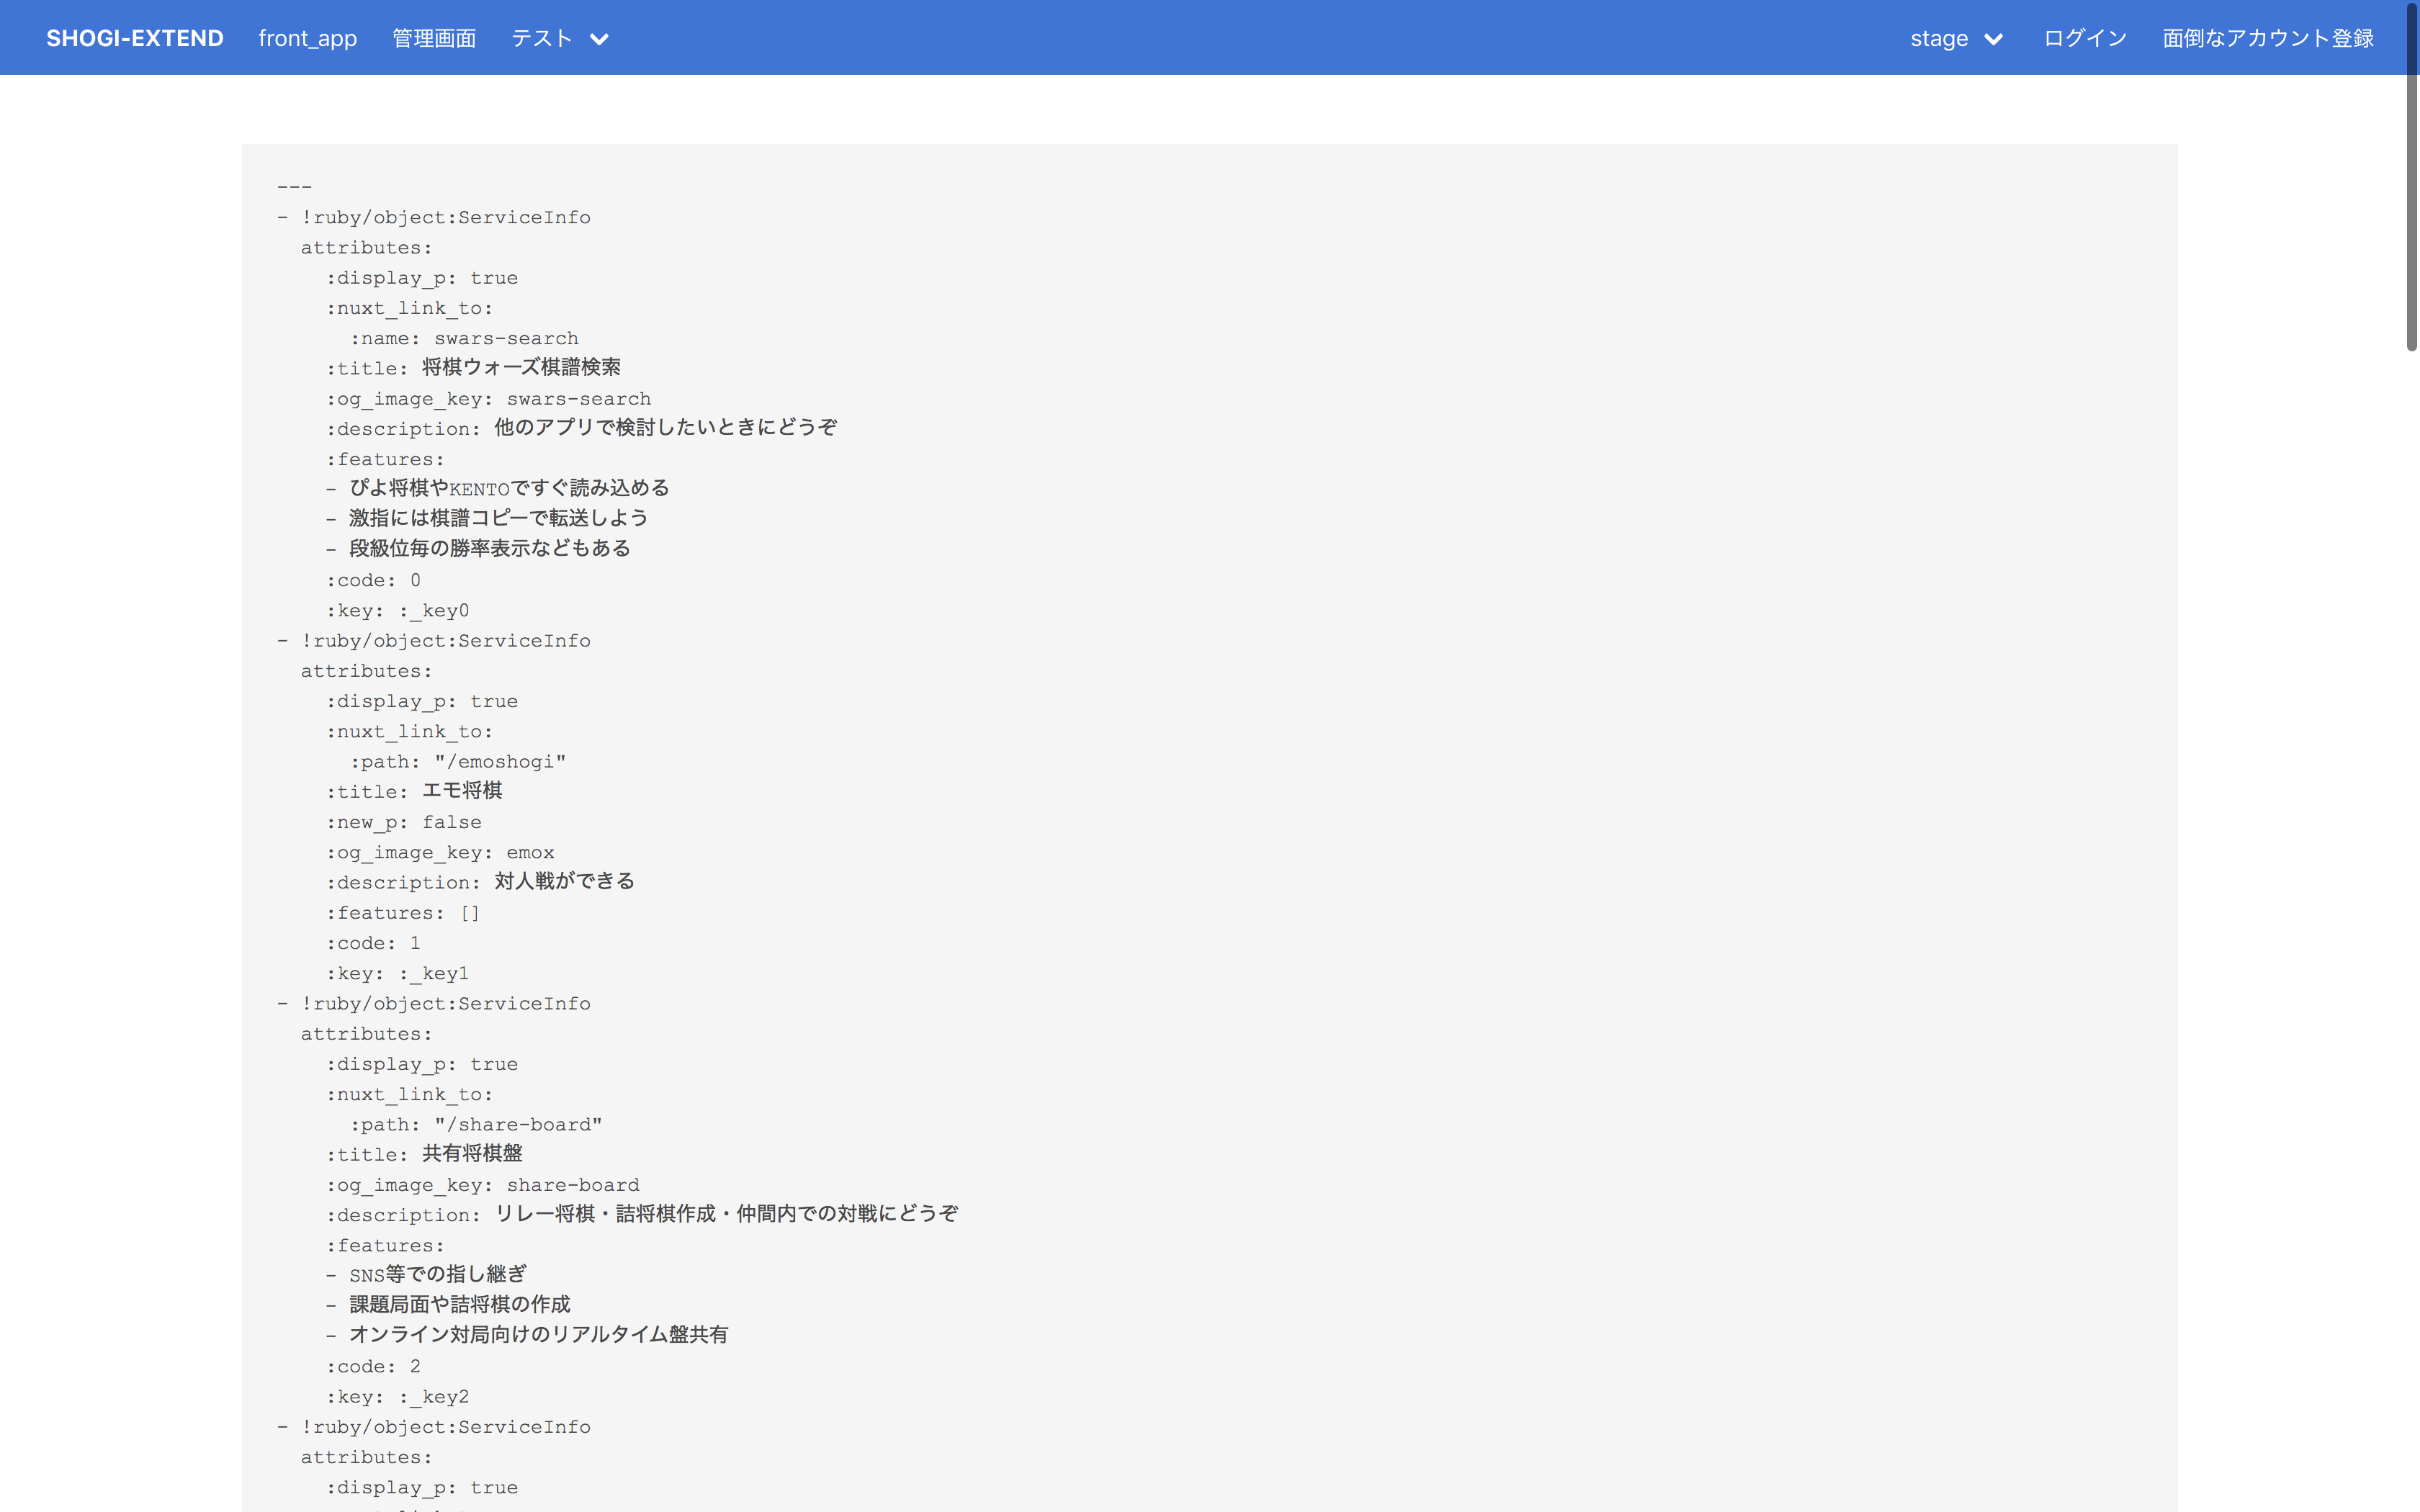 SHOGI-EXTEND front_app 管理画面 テスト stage ログイン 面倒なアカウント登録
---
- !ruby/object:ServiceInfo
  attributes:
    :display_p: true
    :nuxt_link_to:
      :name: swars-search
    :title: 将棋ウォーズ棋譜検索
    :og_image_key: swars-search
    :description: 他のアプリで検討したいときにどうぞ
    :features:
    - ぴよ将棋やKENTOですぐ読み込める
    - 激指には棋譜コピーで転送しよう
    - 段級位毎の勝率表示などもある
    :code: 0
    :key: :_key0
- !ruby/object:ServiceInfo
  attributes:
    :display_p: true
    :nuxt_link_to:
      :path: "/emoshogi"
    :title: エモ将棋
    :new_p: false
    :og_image_key: emox
    :description: 対人戦ができる
    :features: []
    :code: 1
    :key: :_key1
- !ruby/object:ServiceInfo
  attributes:
    :display_p: true
    :nuxt_link_to:
      :path: "/share-board"
    :title: 共有将棋盤
    :og_image_key: share-board
    :description: リレー将棋・詰将棋作成・仲間内での対戦にどうぞ
    :features:
    - SNS等での指し継ぎ
    - 課題局面や詰将棋の作成
    - オンライン対局向けのリアルタイム盤共有
    :code: 2
    :key: :_key2
- !ruby/object:ServiceInfo
  attributes:
    :display_p: true